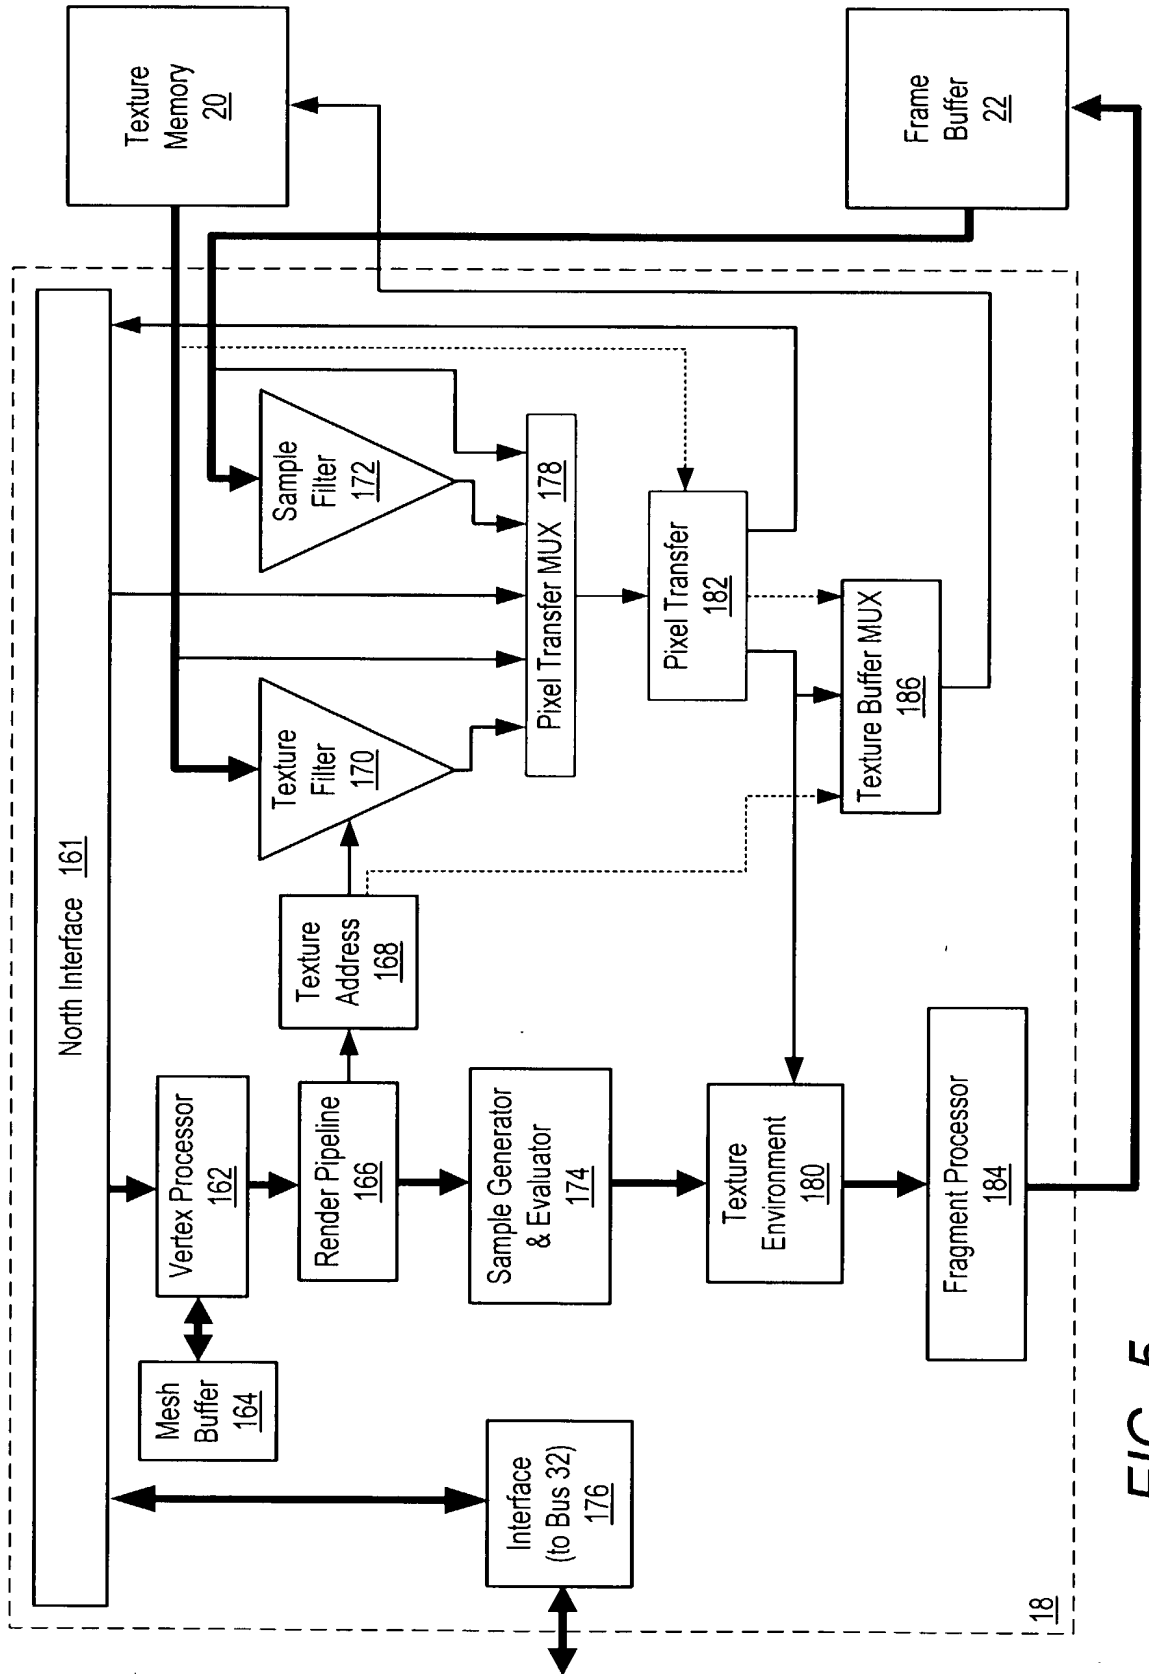 North Interface 161
Texture
Memory
20
Mesh
Buffer
164
Vertex Processor
162
Render Pipeline
166
Texture
Address
168
Texture
Filter
170
Sample
Filter
172
Interface
(to Bus 32)
176
Sample Generator
& Evaluator
174
Pixel Transfer MUX 178
Texture
Environment
180
Pixel Transfer
182
Texture Buffer MUX
186
Fragment Processor
184
Frame
Buffer
22
18
FIG. 5